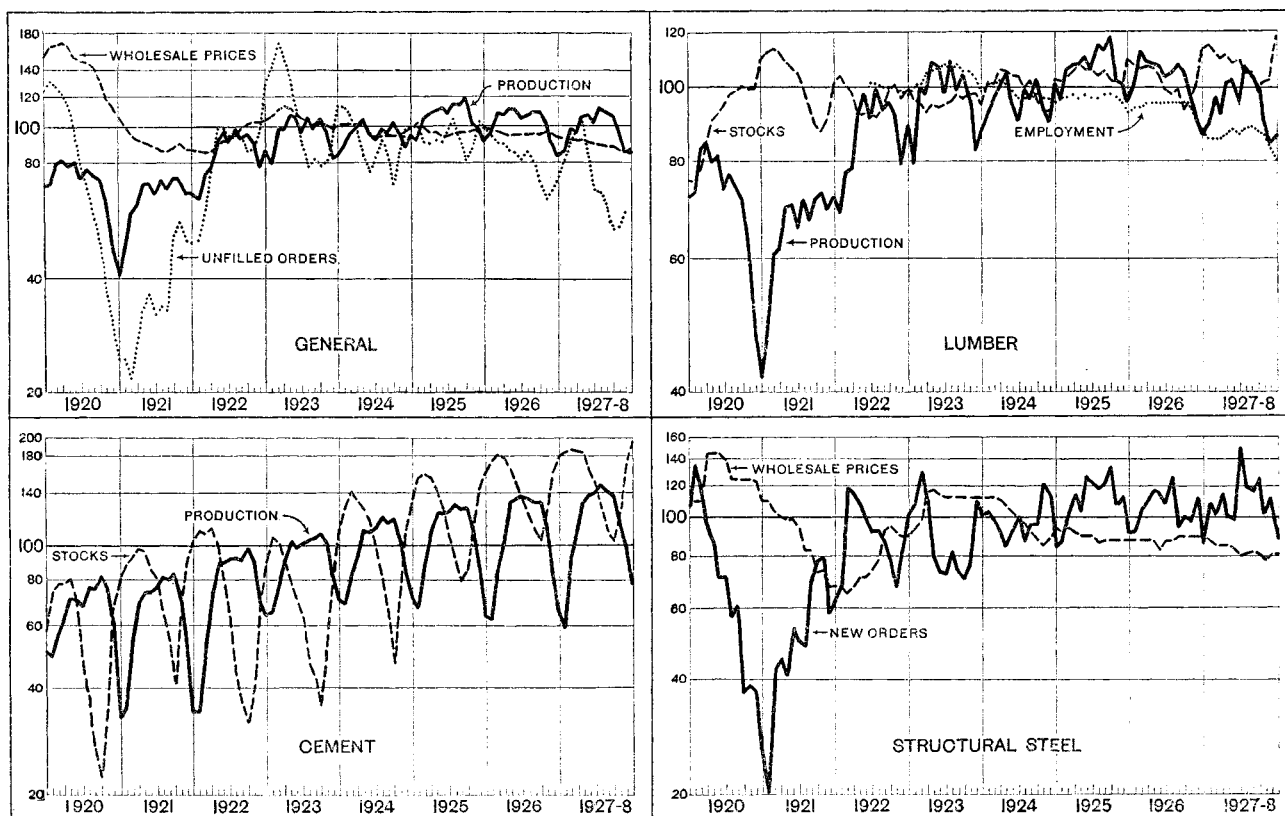 180
140
120
100
80
40
20
WHOLESALE PRICES
PRODUCTION
UNFILLED ORDERS
GENERAL
1920 1921 1922 1923 1924 1925 1926 1927-8
120
100
80
60
40
STOCKS
EMPLOYMENT
PRODUCTION
LUMBER
1920 1921 1922 1923 1924 1925 1926 1927-8
200
180
140
100
80
60
40
20
PRODUCTION
STOCKS
CEMENT
1920 1921 1922 1923 1924 1925 1926 1927-8
160
140
120
100
80
60
40
20
WHOLESALE PRICES
NEW ORDERS
STRUCTURAL STEEL
1920 1921 1922 1923 1924 1925 1926 1927-8